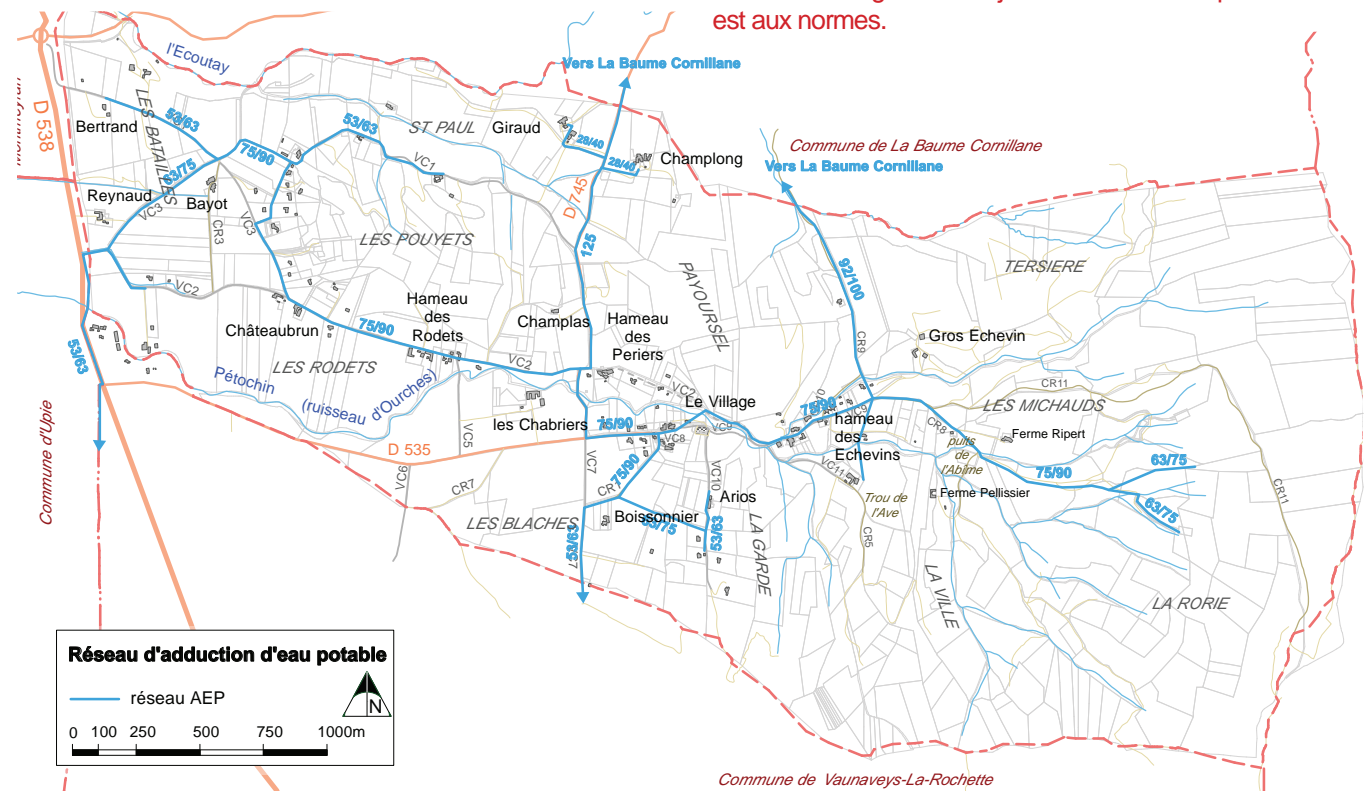 est aux normes.
l'Ecoutay
Vers La Baume Cornillane
D 538
LES BATAILLES
Bertrand
53/63
53/63
ST PAUL
Giraud
28/40
28/40
Champlong
Commune de La Baume Cornillane
Vers La Baume Cornillane
75/90
63/75
VC1
Reynaud
Bayot
VC3
VC3
CR3
D 745
LES POUYETS
125
PAYOURSEL
TERSIERE
92/100
VC2
Hameau
des
Rodets
Champlas
Hameau
des
Periers
Châteaubrun
75/90
Gros Echevin
CR9
53/63
LES RODETS
VC2
VC2
CR11
Pétochin
(ruisseau d'Ourches)
Le Village
75/90
VC9
LES MICHAUDS
les Chabriers
75/90
VC8
VC9
hameau
des
Echevins
CR8
puits
de
l'Abîme
Ferme Ripert
Commune d'Upie
D 535
VC5
VC6
CR7
VC7
75/90
CR7
VC10
VC11
75/90
63/75
63/75
CR11
Trou de
l'Ave
Ferme Pellissier
LES BLACHES
Boissonnier
Arios
53/63
53/63
LA GARDE
CR5
LA VILLE
LA RORIE
Réseau d'adduction d'eau potable
réseau AEP
N
0 100 250 500 750 1000m
Commune de Vaunaveys-La-Rochette